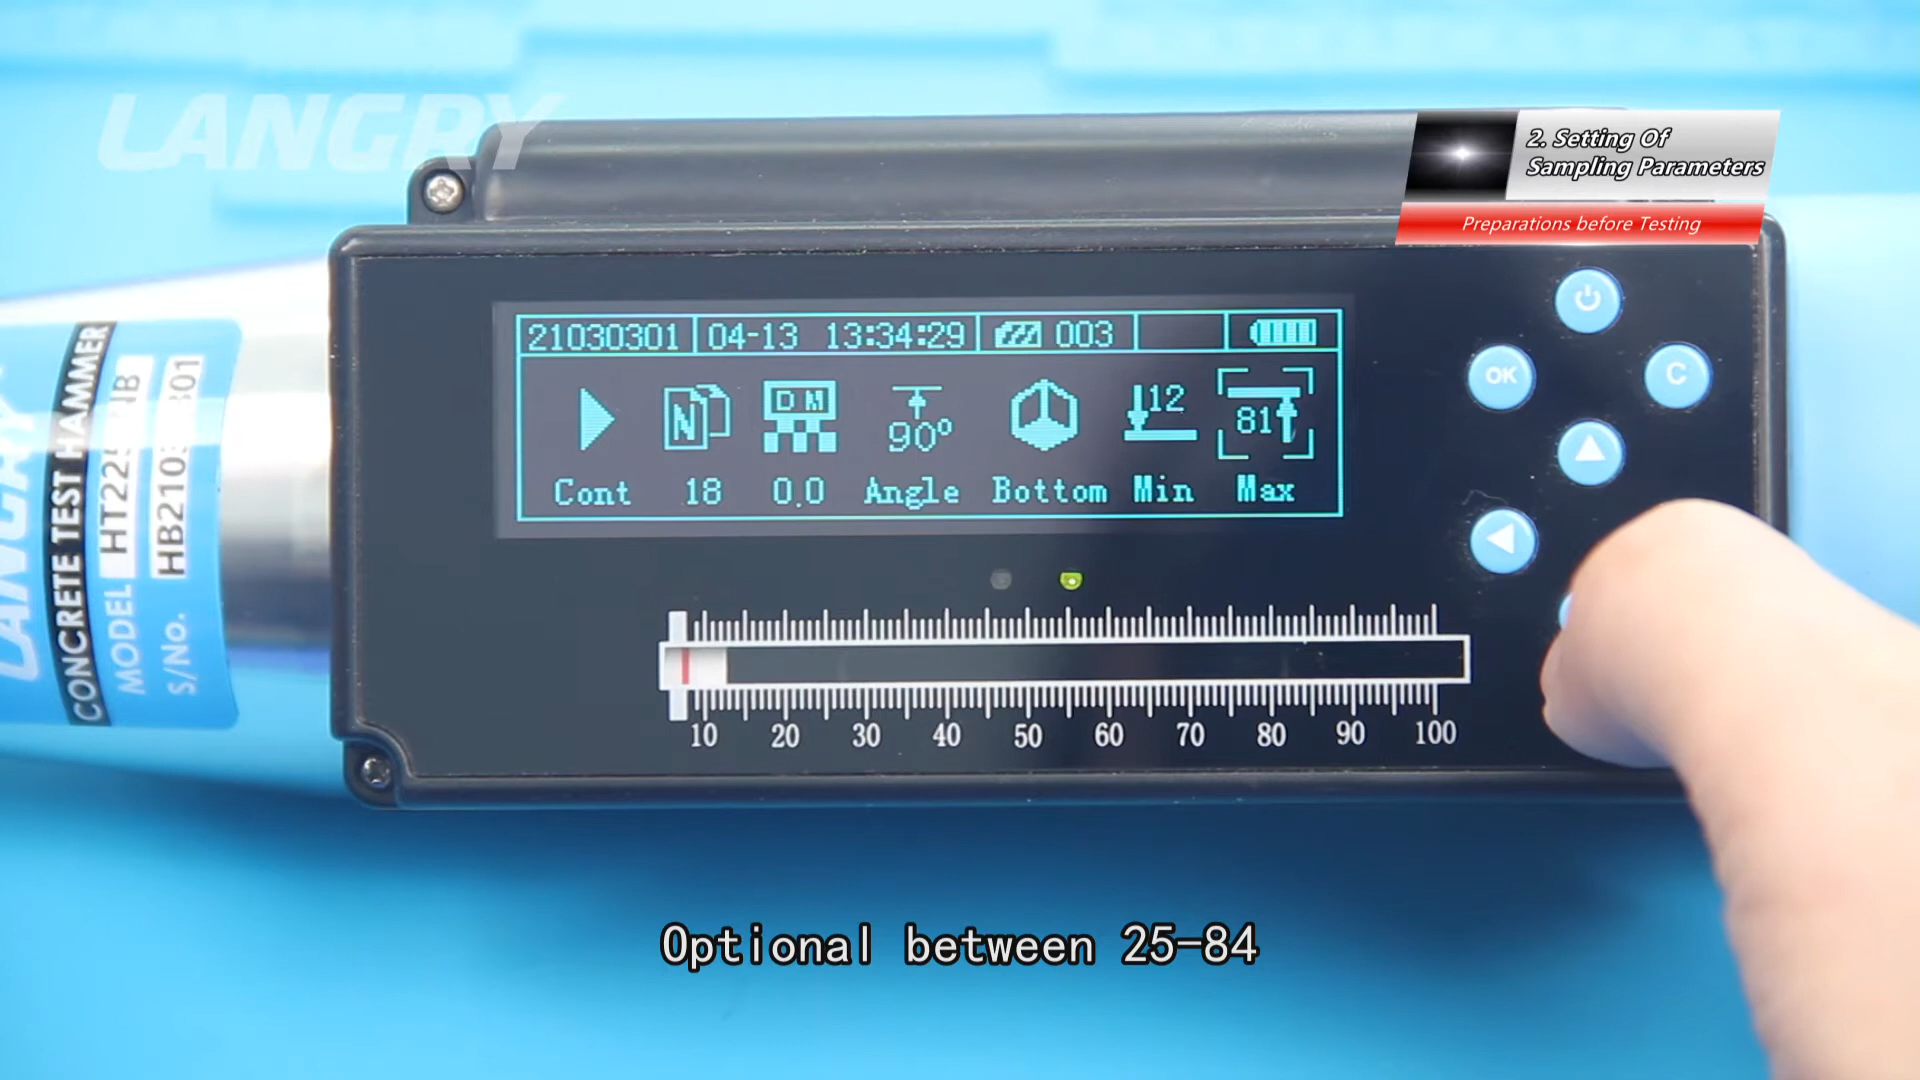 LANGRY
2. Setting Of
Sampling Parameters
Preparations before Testing
21030301 04-13 13:34:29 003
N DM 90° 12 81
Cont 18 0.0 Angle Bottom Min Max
OK
C
10 20 30 40 50 60 70 80 90 100
CONCRETE TEST HAMMER
MODEL
S/No.
Optional between 25-84